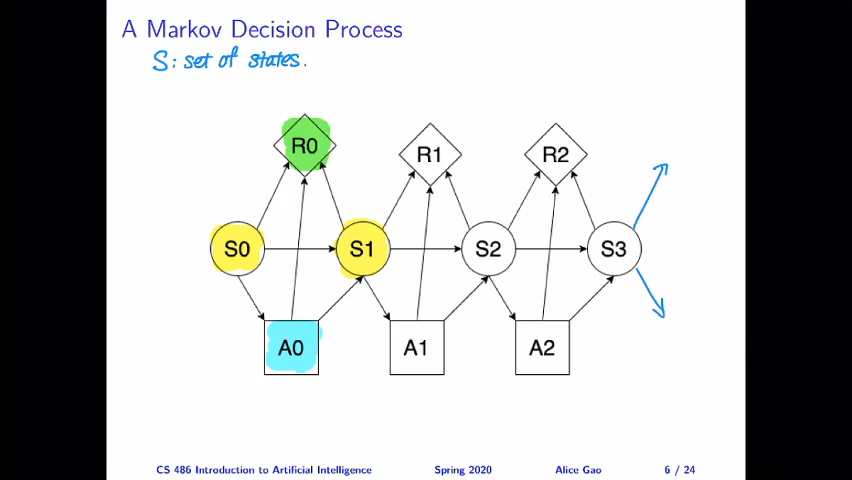 A Markov Decision Process
S: set of states.
R0 R1 R2
S0 S1 S2 S3
A0 A1 A2
CS 486 Introduction to Artificial Intelligence Spring 2020 Alice Gao 6 / 24